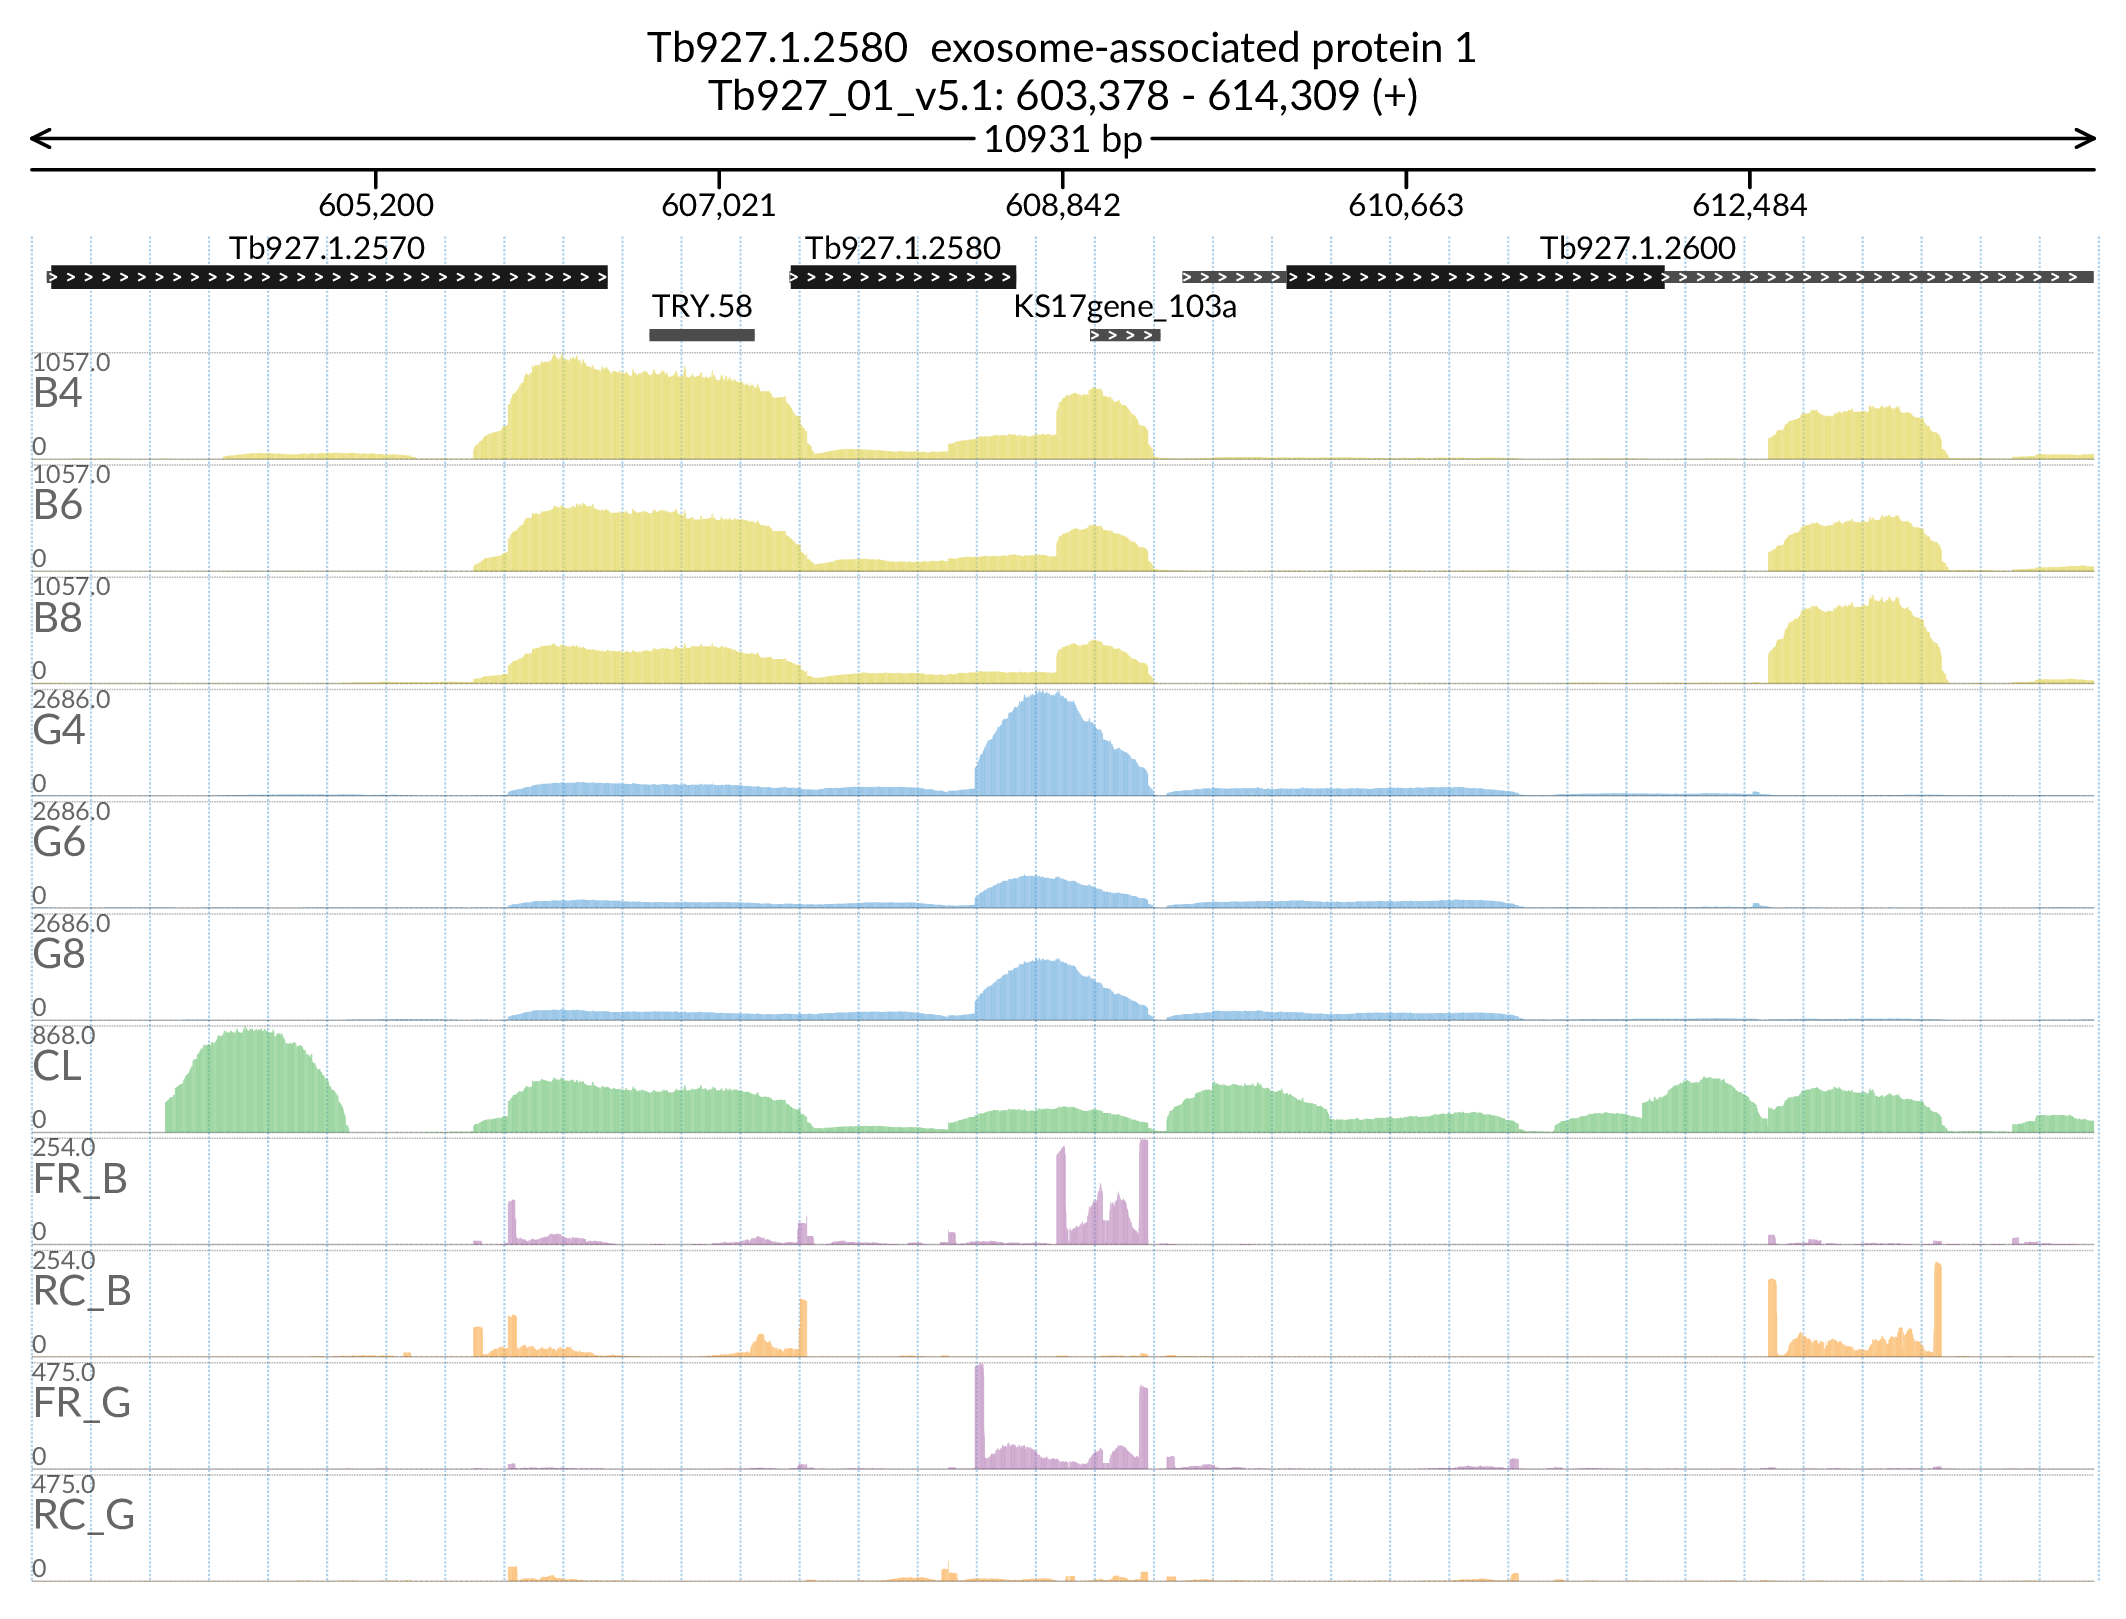 Tb927.1.2580 exosome-associated protein 1
Tb927_01_v5.1: 603,378 - 614,309 (+)
10931 bp
605,200 607,021 608,842 610,663 612,484
Tb927.1.2570 Tb927.1.2580 Tb927.1.2600
TRY.58 KS17gene_103a
1057.0
B4
0
1057.0
B6
0
1057.0
B8
0
2686.0
G4
0
2686.0
G6
0
2686.0
G8
0
868.0
CL
0
254.0
FR_B
0
254.0
RC_B
0
475.0
FR_G
0
475.0
RC_G
0